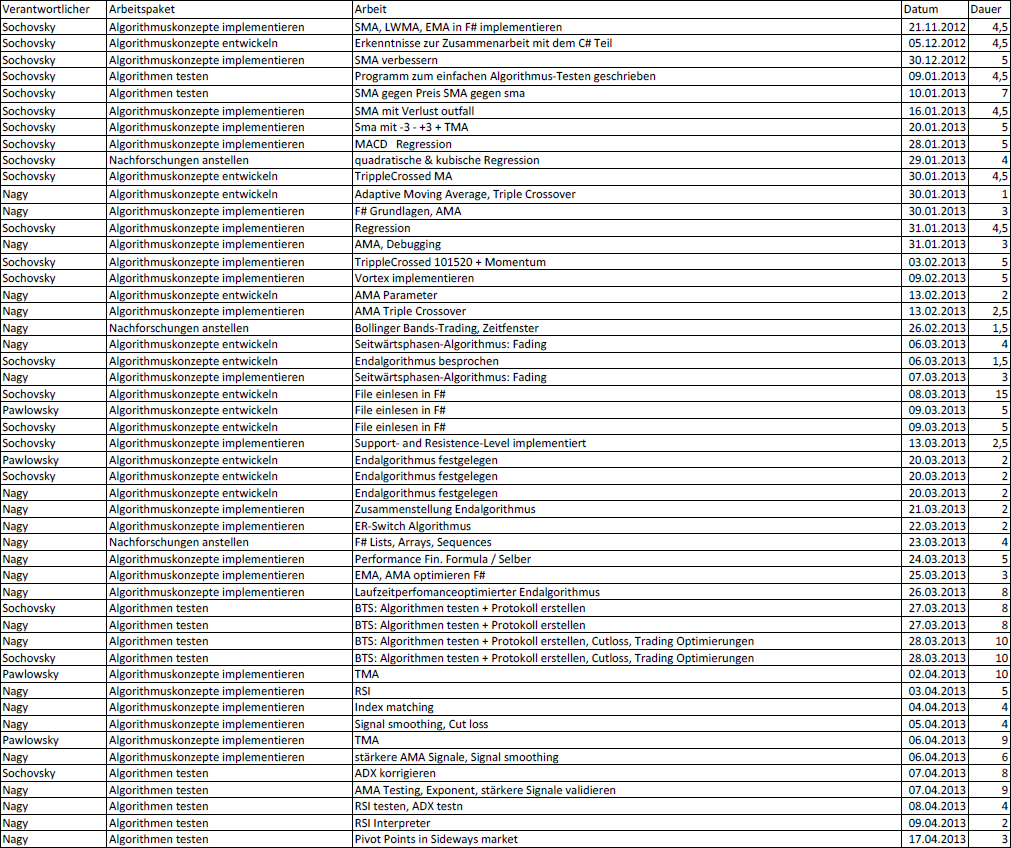 Verantwortlicher Arbeitspaket Arbeit Datum Dauer
Sochovsky Algorithmuskonzepte implementieren SMA, LWMA, EMA in F# implementieren 21.11.2012 4,5
Sochovsky Algorithmuskonzepte entwickeln Erkenntnisse zur Zusammenarbeit mit dem C# Teil 05.12.2012 4,5
Sochovsky Algorithmuskonzepte implementieren SMA verbessern 30.12.2012 5
Sochovsky Algorithmen testen Programm zum einfachen Algorithmus-Testen geschrieben 09.01.2013 4,5
Sochovsky Algorithmen testen SMA gegen Preis SMA gegen sma 10.01.2013 7
Sochovsky Algorithmuskonzepte implementieren SMA mit Verlust outfall 16.01.2013 4,5
Sochovsky Algorithmuskonzepte implementieren Sma mit -3 - +3 + TMA 20.01.2013 5
Sochovsky Algorithmuskonzepte implementieren MACD Regression 28.01.2013 5
Sochovsky Nachforschungen anstellen quadratische & kubische Regression 29.01.2013 4
Sochovsky Algorithmuskonzepte entwickeln TrippleCrossed MA 30.01.2013 4,5
Nagy Algorithmuskonzepte entwickeln Adaptive Moving Average, Triple Crossover 30.01.2013 1
Nagy Algorithmuskonzepte implementieren F# Grundlagen, AMA 30.01.2013 3
Sochovsky Algorithmuskonzepte implementieren Regression 31.01.2013 4,5
Nagy Algorithmuskonzepte implementieren AMA, Debugging 31.01.2013 3
Sochovsky Algorithmuskonzepte implementieren TrippleCrossed 101520 + Momentum 03.02.2013 5
Sochovsky Algorithmuskonzepte implementieren Vortex implementieren 09.02.2013 5
Nagy Algorithmuskonzepte entwickeln AMA Parameter 13.02.2013 2
Nagy Algorithmuskonzepte implementieren AMA Triple Crossover 13.02.2013 2,5
Nagy Nachforschungen anstellen Bollinger Bands-Trading, Zeitfenster 26.02.2013 1,5
Nagy Algorithmuskonzepte entwickeln Seitwärtsphasen-Algorithmus: Fading 06.03.2013 4
Sochovsky Algorithmuskonzepte entwickeln Endalgorithmus besprochen 06.03.2013 1,5
Nagy Algorithmuskonzepte implementieren Seitwärtsphasen-Algorithmus: Fading 07.03.2013 3
Sochovsky Algorithmuskonzepte entwickeln File einlesen in F# 08.03.2013 15
Pawlowsky Algorithmuskonzepte entwickeln File einlesen in F# 09.03.2013 5
Sochovsky Algorithmuskonzepte entwickeln File einlesen in F# 09.03.2013 5
Sochovsky Algorithmuskonzepte implementieren Support- and Resistence-Level implementiert 13.03.2013 2,5
Pawlowsky Algorithmuskonzepte entwickeln Endalgorithmus festgelegen 20.03.2013 2
Sochovsky Algorithmuskonzepte entwickeln Endalgorithmus festgelegen 20.03.2013 2
Nagy Algorithmuskonzepte entwickeln Endalgorithmus festgelegen 20.03.2013 2
Nagy Algorithmuskonzepte implementieren Zusammenstellung Endalgorithmus 21.03.2013 2
Nagy Algorithmuskonzepte implementieren ER-Switch Algorithmus 22.03.2013 2
Nagy Nachforschungen anstellen F# Lists, Arrays, Sequences 23.03.2013 4
Nagy Algorithmuskonzepte implementieren Performance Fin. Formula / Selber 24.03.2013 5
Nagy Algorithmuskonzepte implementieren EMA, AMA optimieren F# 25.03.2013 3
Nagy Algorithmuskonzepte implementieren Laufzeitperfomanceoptimierter Endalgorithmus 26.03.2013 8
Sochovsky Algorithmen testen BTS: Algorithmen testen + Protokoll erstellen 27.03.2013 8
Nagy Algorithmen testen BTS: Algorithmen testen + Protokoll erstellen 27.03.2013 8
Nagy Algorithmen testen BTS: Algorithmen testen + Protokoll erstellen, Cutloss, Trading Optimierungen 28.03.2013 10
Sochovsky Algorithmen testen BTS: Algorithmen testen + Protokoll erstellen, Cutloss, Trading Optimierungen 28.03.2013 10
Pawlowsky Algorithmuskonzepte implementieren TMA 02.04.2013 10
Nagy Algorithmuskonzepte implementieren RSI 03.04.2013 5
Nagy Algorithmuskonzepte implementieren Index matching 04.04.2013 4
Nagy Algorithmuskonzepte implementieren Signal smoothing, Cut loss 05.04.2013 4
Pawlowsky Algorithmuskonzepte implementieren TMA 06.04.2013 9
Nagy Algorithmuskonzepte implementieren stärkere AMA Signale, Signal smoothing 06.04.2013 6
Sochovsky Algorithmen testen ADX korrigieren 07.04.2013 8
Nagy Algorithmen testen AMA Testing, Exponent, stärkere Signale validieren 07.04.2013 9
Nagy Algorithmen testen RSI testen, ADX testn 08.04.2013 4
Nagy Algorithmen testen RSI Interpreter 09.04.2013 2
Nagy Algorithmen testen Pivot Points in Sideways market 17.04.2013 3